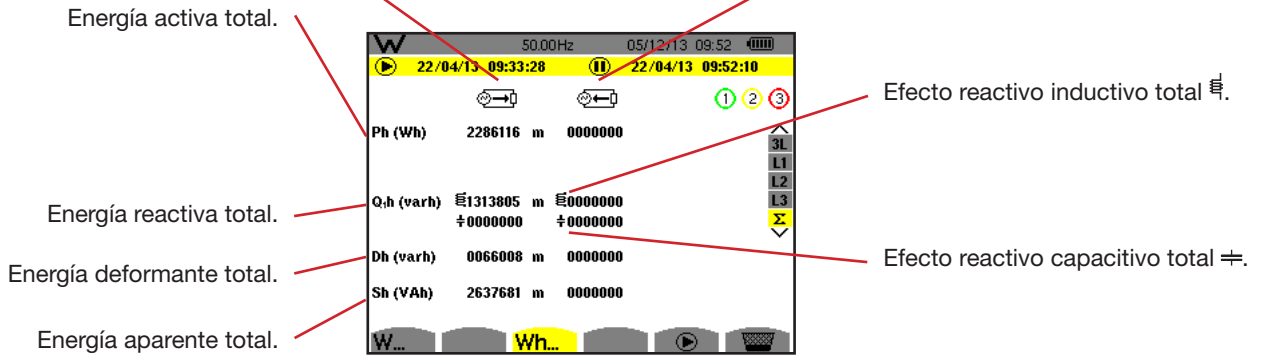 Energía activa total.
W 50.00Hz 05/12/13 09:52
22/04/13 09:33:28 22/04/13 09:52:10
1 2 3
Ph (Wh) 2286116 m 0000000
3L
L1
L2
L3
Σ
Q₁h (varh) 1313805 m 0000000
0000000 0000000
Dh (varh) 0066008 m 0000000
Sh (VAh) 2637681 m 0000000
W... Wh...
Efecto reactivo inductivo total .
Energía reactiva total.
Energía deformante total.
Efecto reactivo capacitivo total .
Energía aparente total.